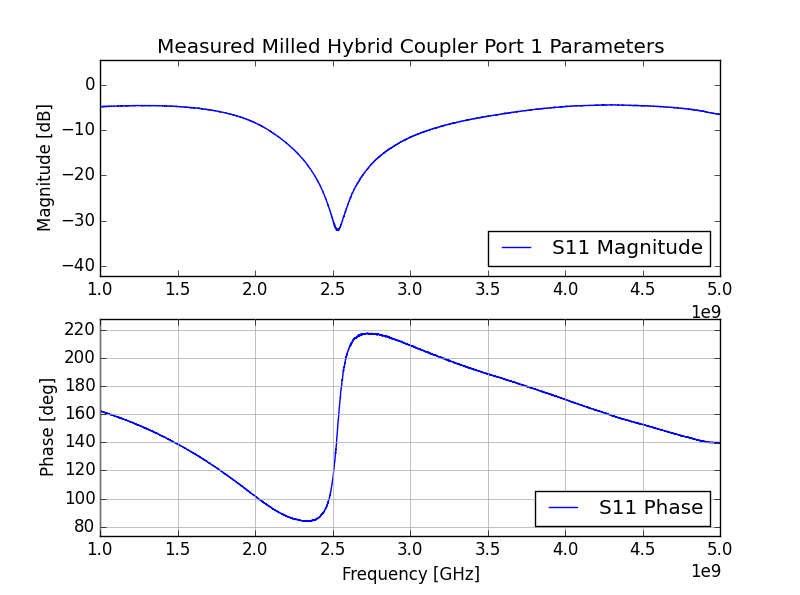 Measured Milled Hybrid Coupler Port 1 Parameters
Magnitude [dB]
0
−10
−20
−30
−40
S11 Magnitude
1.0 1.5 2.0 2.5 3.0 3.5 4.0 4.5 5.0
1e9
Phase [deg]
220
200
180
160
140
120
100
80
S11 Phase
1.0 1.5 2.0 2.5 3.0 3.5 4.0 4.5 5.0
Frequency [GHz] 1e9